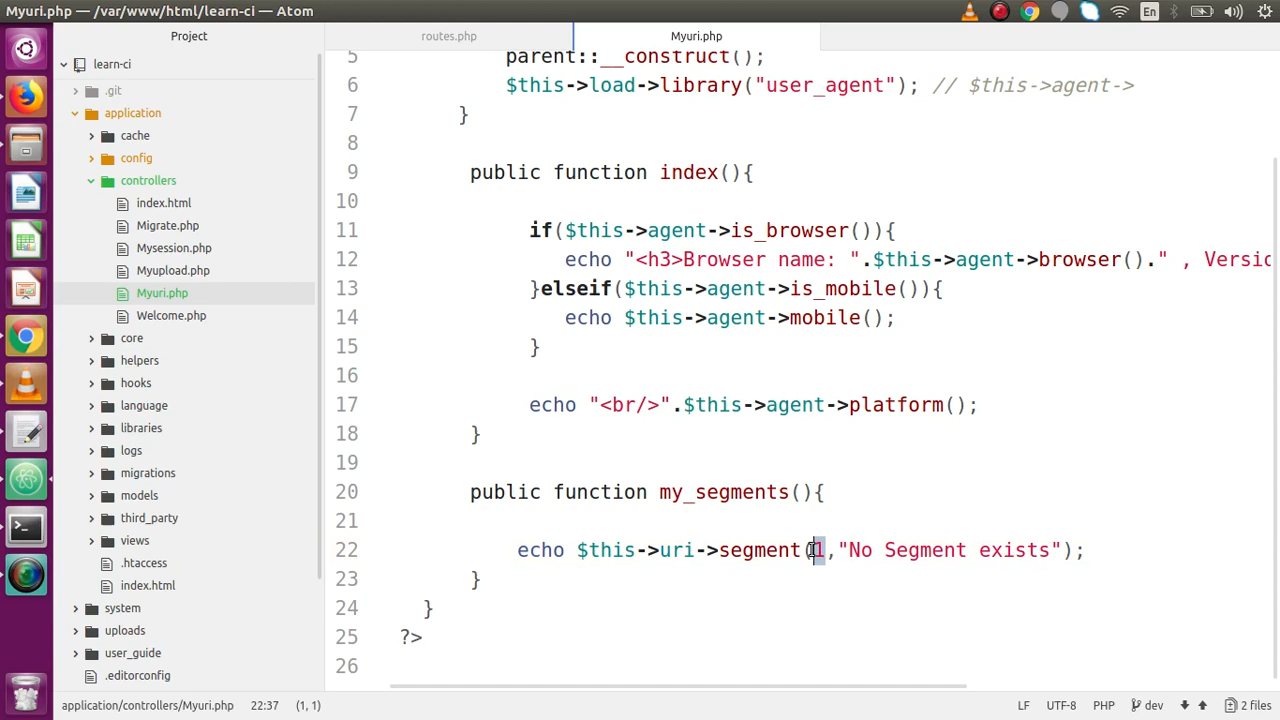 Myuri.php — /var/www/html/learn-ci — Atom
En
Project
routes.php
Myuri.php
learn-ci
.git
application
cache
config
controllers
index.html
Migrate.php
Mysession.php
Myupload.php
Myuri.php
Welcome.php
core
helpers
hooks
language
libraries
logs
migrations
models
third_party
views
.htaccess
index.html
system
uploads
user_guide
.editorconfig
5 parent::__construct();
6 $this->load->library("user_agent"); // $this->agent->
7 }
8
9 public function index(){
10
11 if($this->agent->is_browser()){
12 echo "<h3>Browser name: ".$this->agent->browser()." , Versio
13 }elseif($this->agent->is_mobile()){
14 echo $this->agent->mobile();
15 }
16
17 echo "<br/>".$this->agent->platform();
18 }
19
20 public function my_segments(){
21
22 echo $this->uri->segment(1,"No Segment exists");
23 }
24 }
25 ?>
26
application/controllers/Myuri.php 22:37 (1, 1) LF UTF-8 PHP dev 2 files